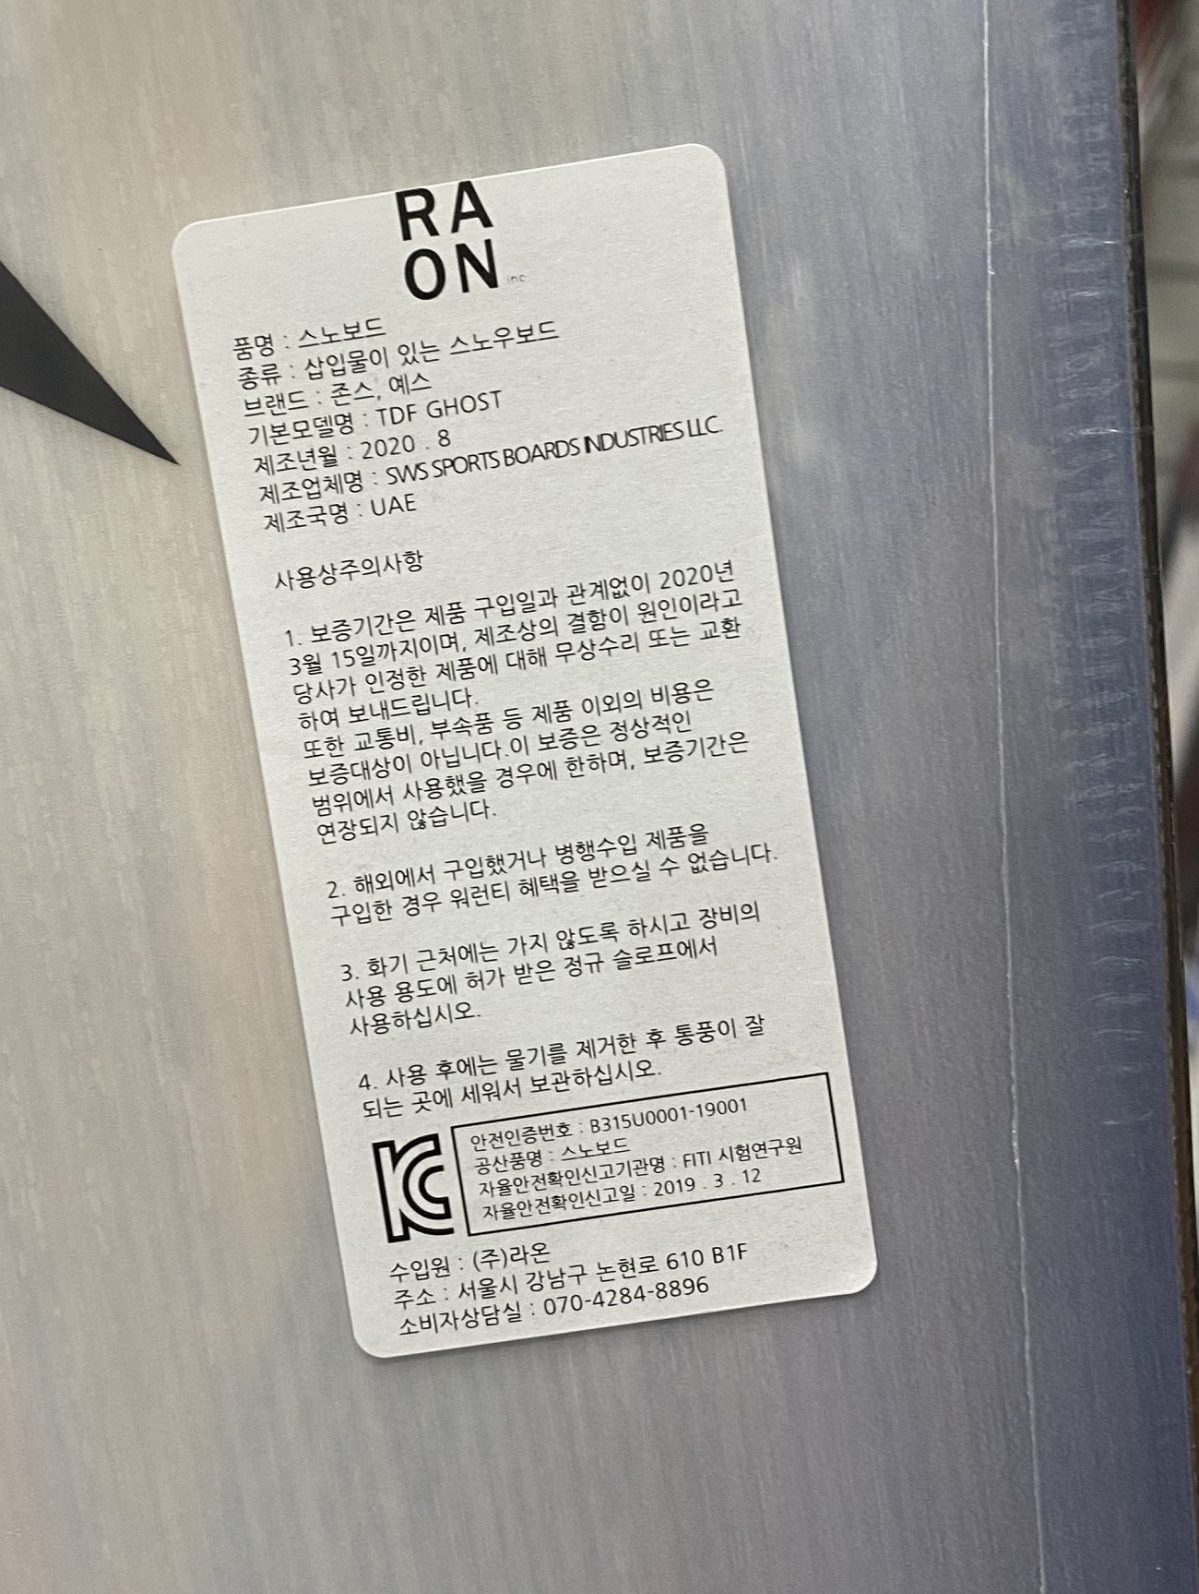 RA
ON inc.
품명 : 스노보드
종류 : 삽입물이 있는 스노우보드
브랜드 : 존스, 예스
기본모델명 : TDF GHOST
제조년월 : 2020 . 8
제조업체명 : SWS SPORTS BOARDS INDUSTRIES LLC.
제조국명 : UAE
사용상주의사항
1. 보증기간은 제품 구입일과 관계없이 2020년
3월 15일까지이며, 제조상의 결함이 원인이라고
당사가 인정한 제품에 대해 무상수리 또는 교환
하여 보내드립니다.
또한 교통비, 부속품 등 제품 이외의 비용은
보증대상이 아닙니다.이 보증은 정상적인
범위에서 사용했을 경우에 한하며, 보증기간은
연장되지 않습니다.
2. 해외에서 구입했거나 병행수입 제품을
구입한 경우 워런티 혜택을 받으실 수 없습니다.
3. 화기 근처에는 가지 않도록 하시고 장비의
사용 용도에 허가 받은 정규 슬로프에서
사용하십시오.
4. 사용 후에는 물기를 제거한 후 통풍이 잘
되는 곳에 세워서 보관하십시오.
안전인증번호 : B315U0001-19001
공산품명 : 스노보드
자율안전확인신고기관명 : FITI 시험연구원
자율안전확인신고일 : 2019 . 3 . 12
수입원 : (주)라온
주소 : 서울시 강남구 논현로 610 B1F
소비자상담실 : 070-4284-8896